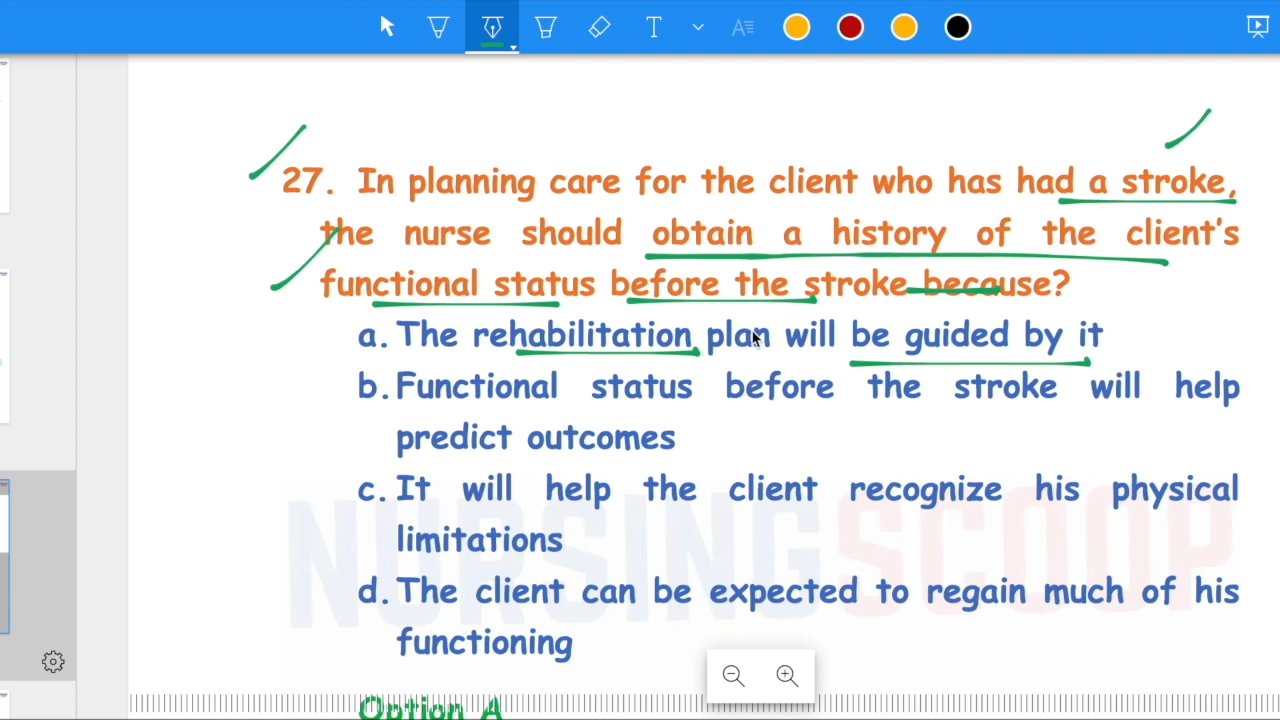 27. In planning care for the client who has had a stroke,
the nurse should obtain a history of the client's
functional status before the stroke because?
a. The rehabilitation plan will be guided by it
b. Functional status before the stroke will help
predict outcomes
c. It will help the client recognize his physical
limitations
d. The client can be expected to regain much of his
functioning
NURSINGSCOOP
Option A